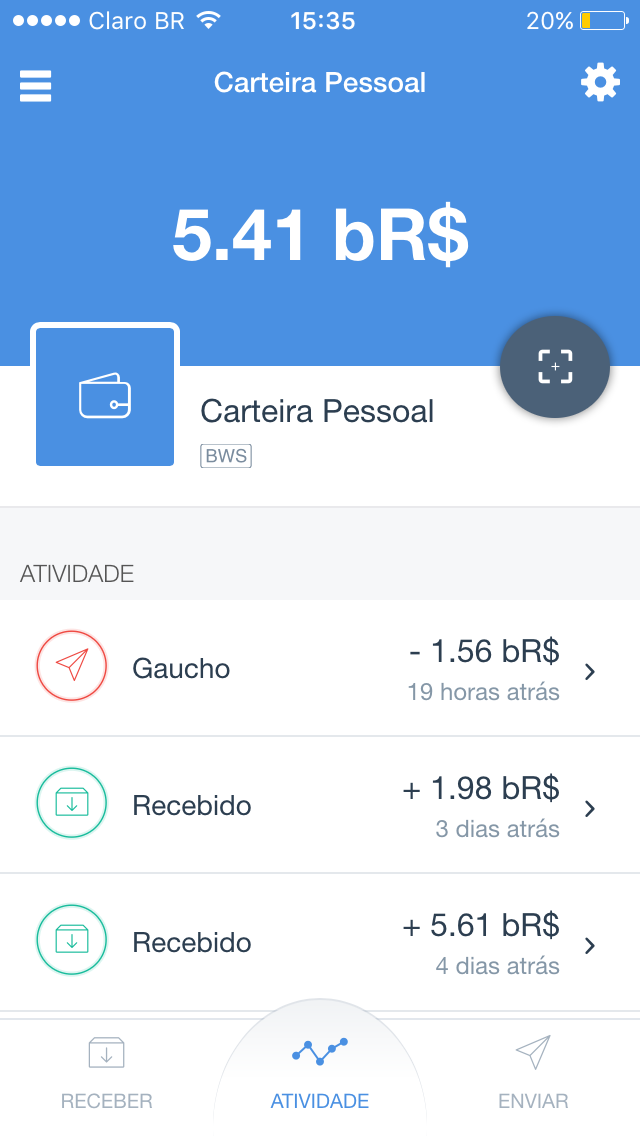 Claro BR 15:35 20%
Carteira Pessoal
5.41 bR$
Carteira Pessoal
BWS
ATIVIDADE
Gaucho - 1.56 bR$
19 horas atrás
Recebido + 1.98 bR$
3 dias atrás
Recebido + 5.61 bR$
4 dias atrás
RECEBER ATIVIDADE ENVIAR